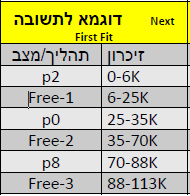 דוגמא לתשובה Next
First Fit
תהליך/מצב זיכרון
p2 0-6K
Free-1 6-25K
p0 25-35K
Free-2 35-70K
p8 70-88K
Free-3 88-113K